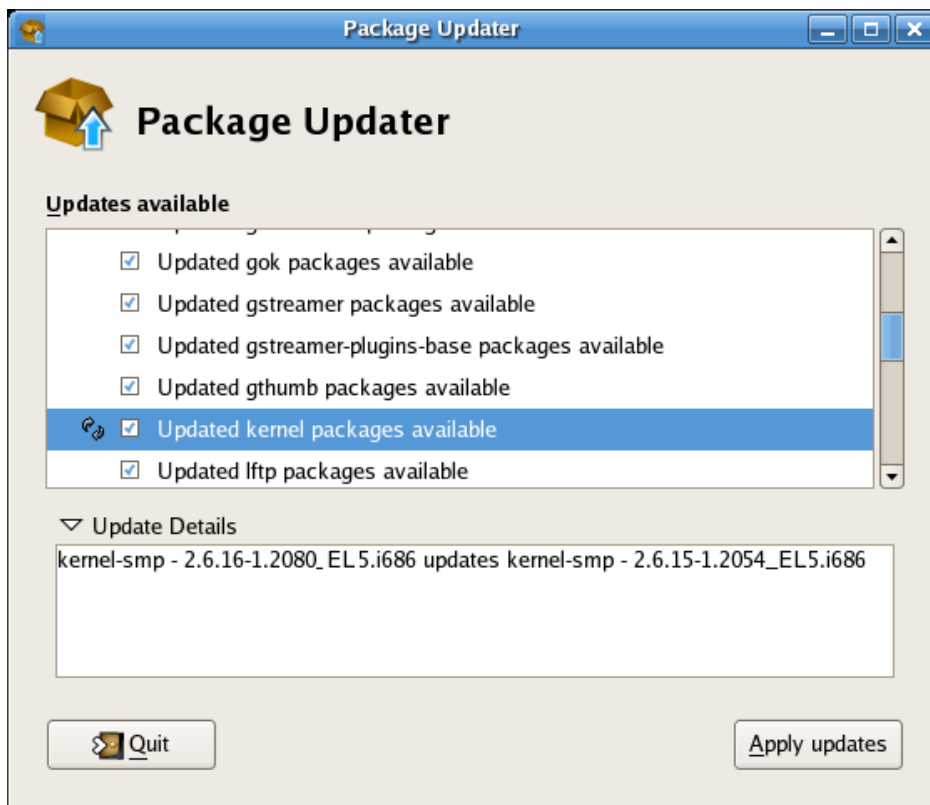 Package Updater
Package Updater
Updates available
Updated gok packages available
Updated gstreamer packages available
Updated gstreamer-plugins-base packages available
Updated gthumb packages available
Updated kernel packages available
Updated lftp packages available
Update Details
kernel-smp - 2.6.16-1.2080_EL5.i686 updates kernel-smp - 2.6.15-1.2054_EL5.i686
Quit
Apply updates